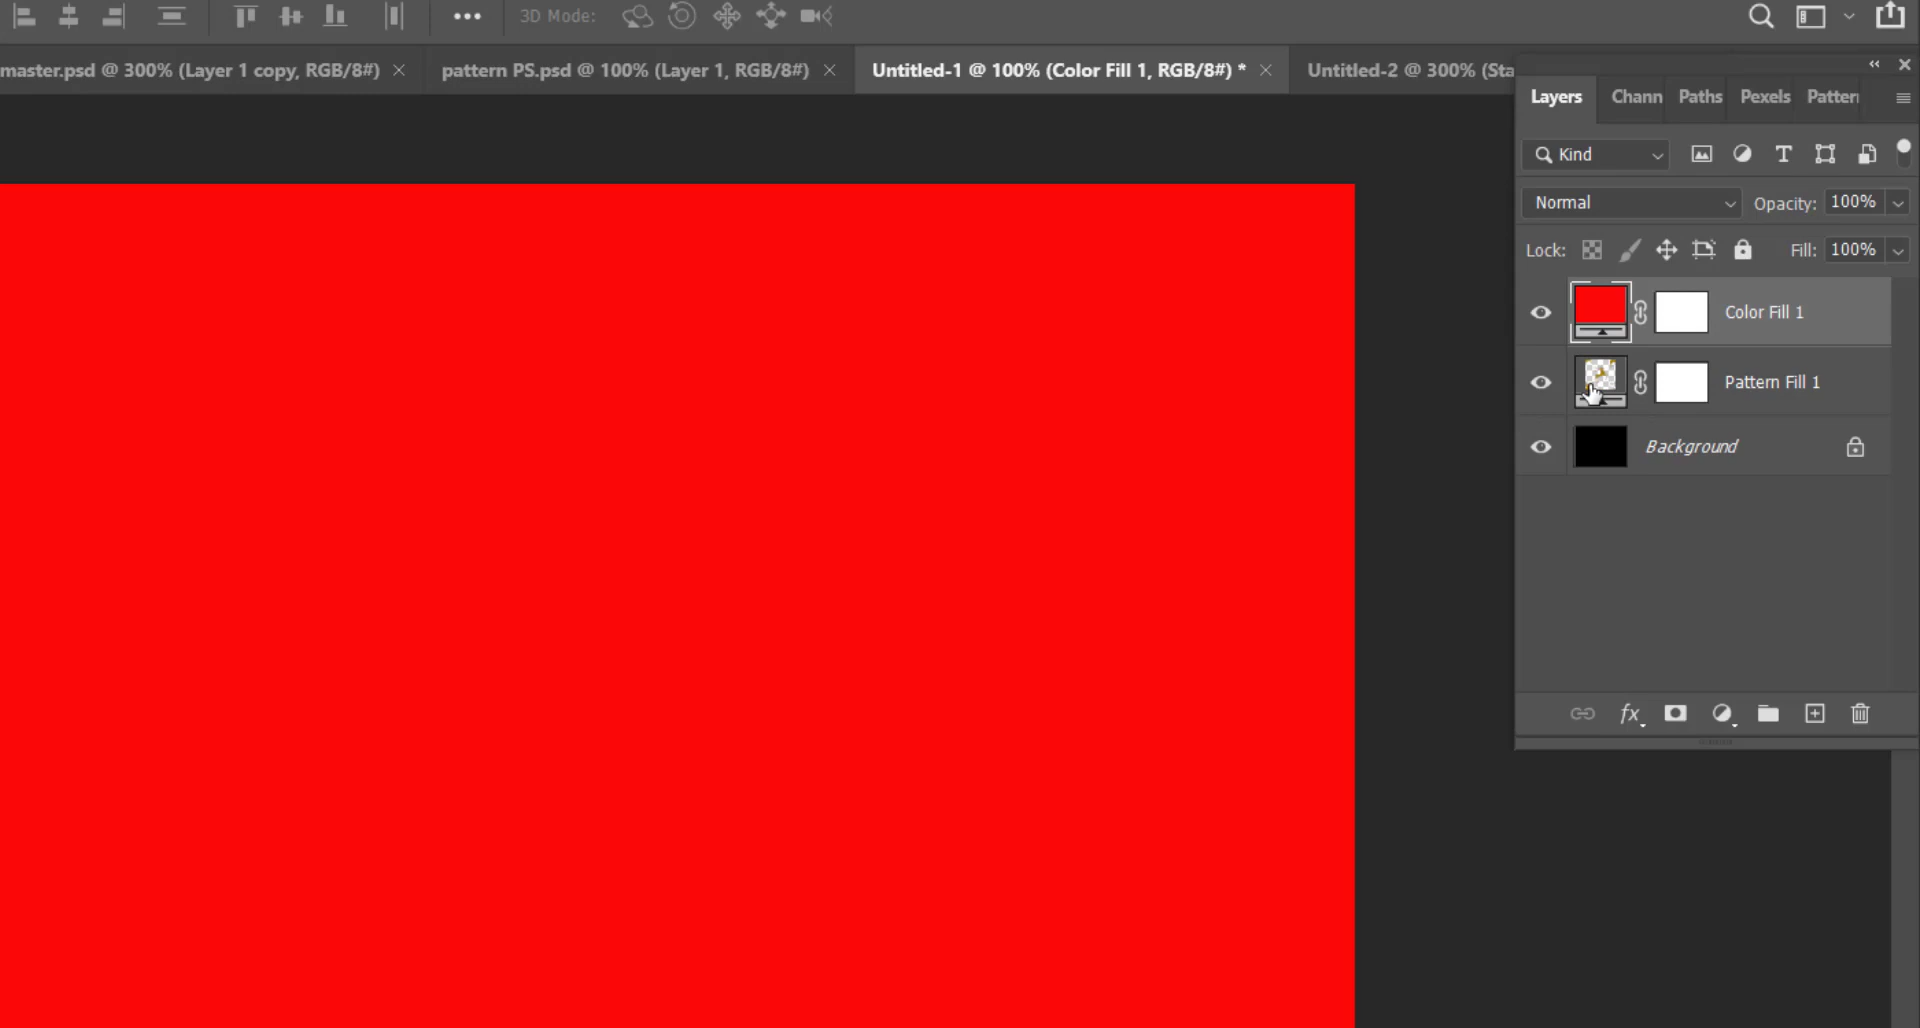 3D Mode:
master.psd @ 300% (Layer 1 copy, RGB/8#)
pattern PS.psd @ 100% (Layer 1, RGB/8#)
Untitled-1 @ 100% (Color Fill 1, RGB/8#) *
Untitled-2 @ 300% (Sta
Layers Chann Paths Pexels Pattern
Kind
T
Normal
Opacity: 100%
Lock:
Fill: 100%
Color Fill 1
Pattern Fill 1
Background
fx